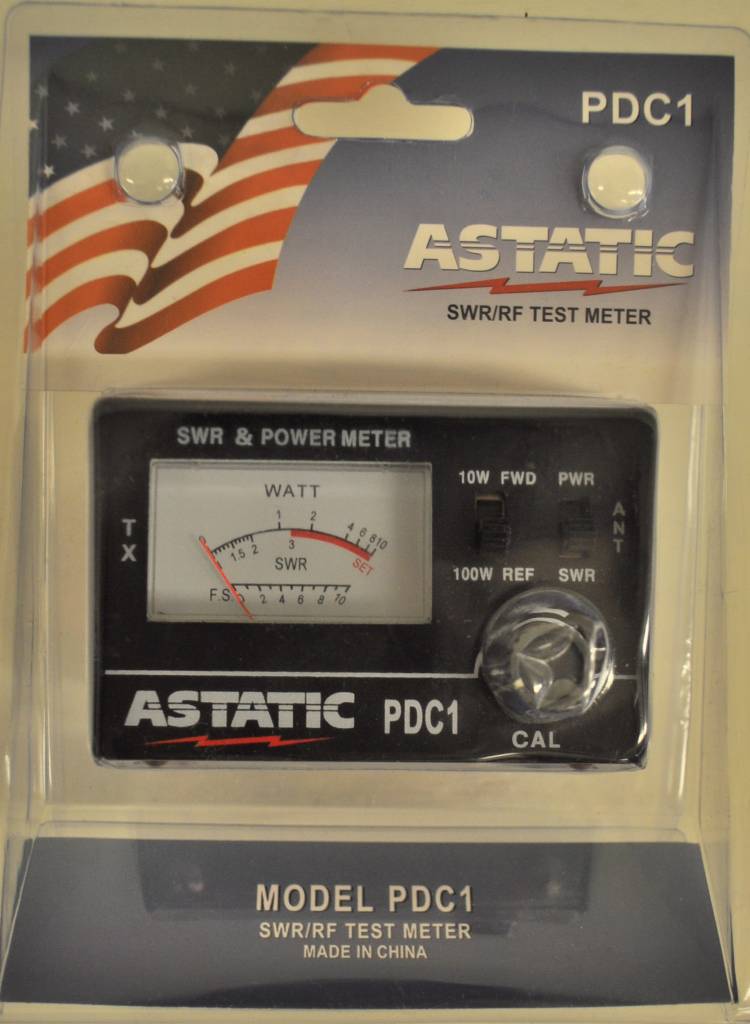 PDC1
ASTATIC
SWR/RF TEST METER
SWR & POWER METER
WATT
0 1 2 4 6 8 10
1.5 2 3
SWR
SET
F.S. 2 4 6 8 10
TX
10W FWD PWR
100W REF SWR
ANT
ASTATIC PDC1
CAL
MODEL PDC1
SWR/RF TEST METER
MADE IN CHINA